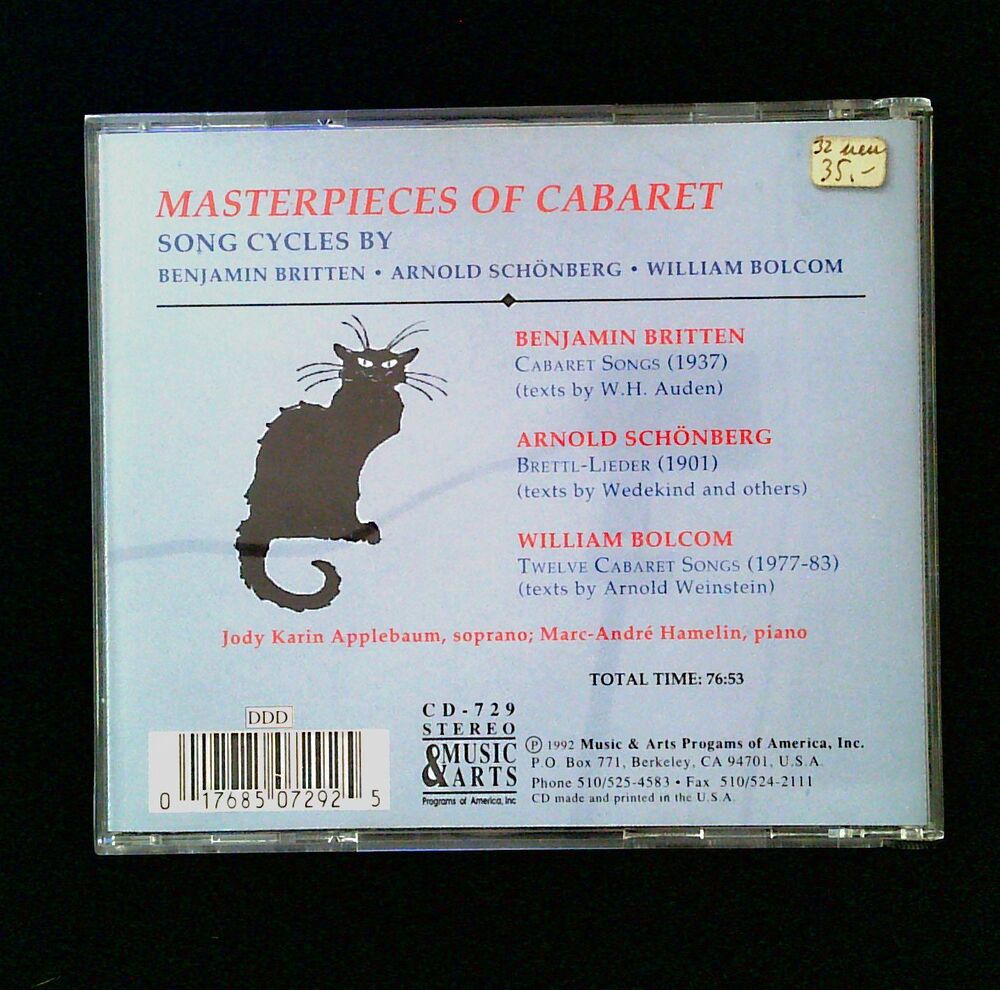 32 neu
35.-
MASTERPIECES OF CABARET
SONG CYCLES BY
BENJAMIN BRITTEN • ARNOLD SCHÖNBERG • WILLIAM BOLCOM
BENJAMIN BRITTEN
CABARET SONGS (1937)
(texts by W.H. Auden)
ARNOLD SCHÖNBERG
BRETTL-LIEDER (1901)
(texts by Wedekind and others)
WILLIAM BOLCOM
TWELVE CABARET SONGS (1977-83)
(texts by Arnold Weinstein)
Jody Karin Applebaum, soprano; Marc-André Hamelin, piano
TOTAL TIME: 76:53
DDD
0 17685 07292 5
CD-729
STEREO
MUSIC
& ARTS
Programs of America, Inc
℗ 1992 Music & Arts Progams of America, Inc.
P.O Box 771, Berkeley, CA 94701, U.S.A.
Phone 510/525-4583 • Fax 510/524-2111
CD made and printed in the U.S.A.